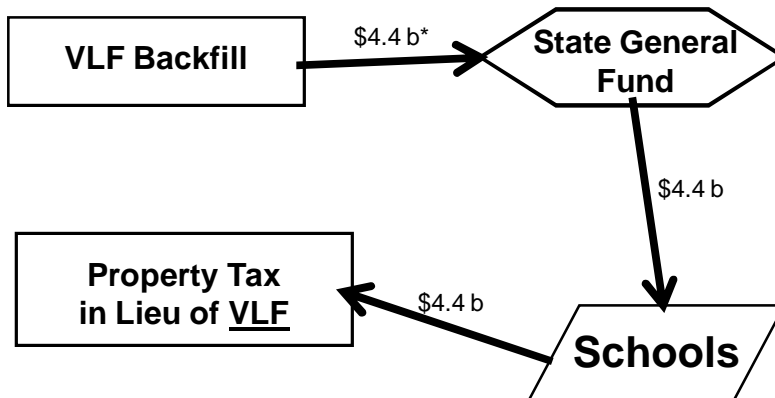 VLF Backfill
$4.4 b*
State General
Fund
$4.4 b
Property Tax
in Lieu of VLF
$4.4 b
Schools